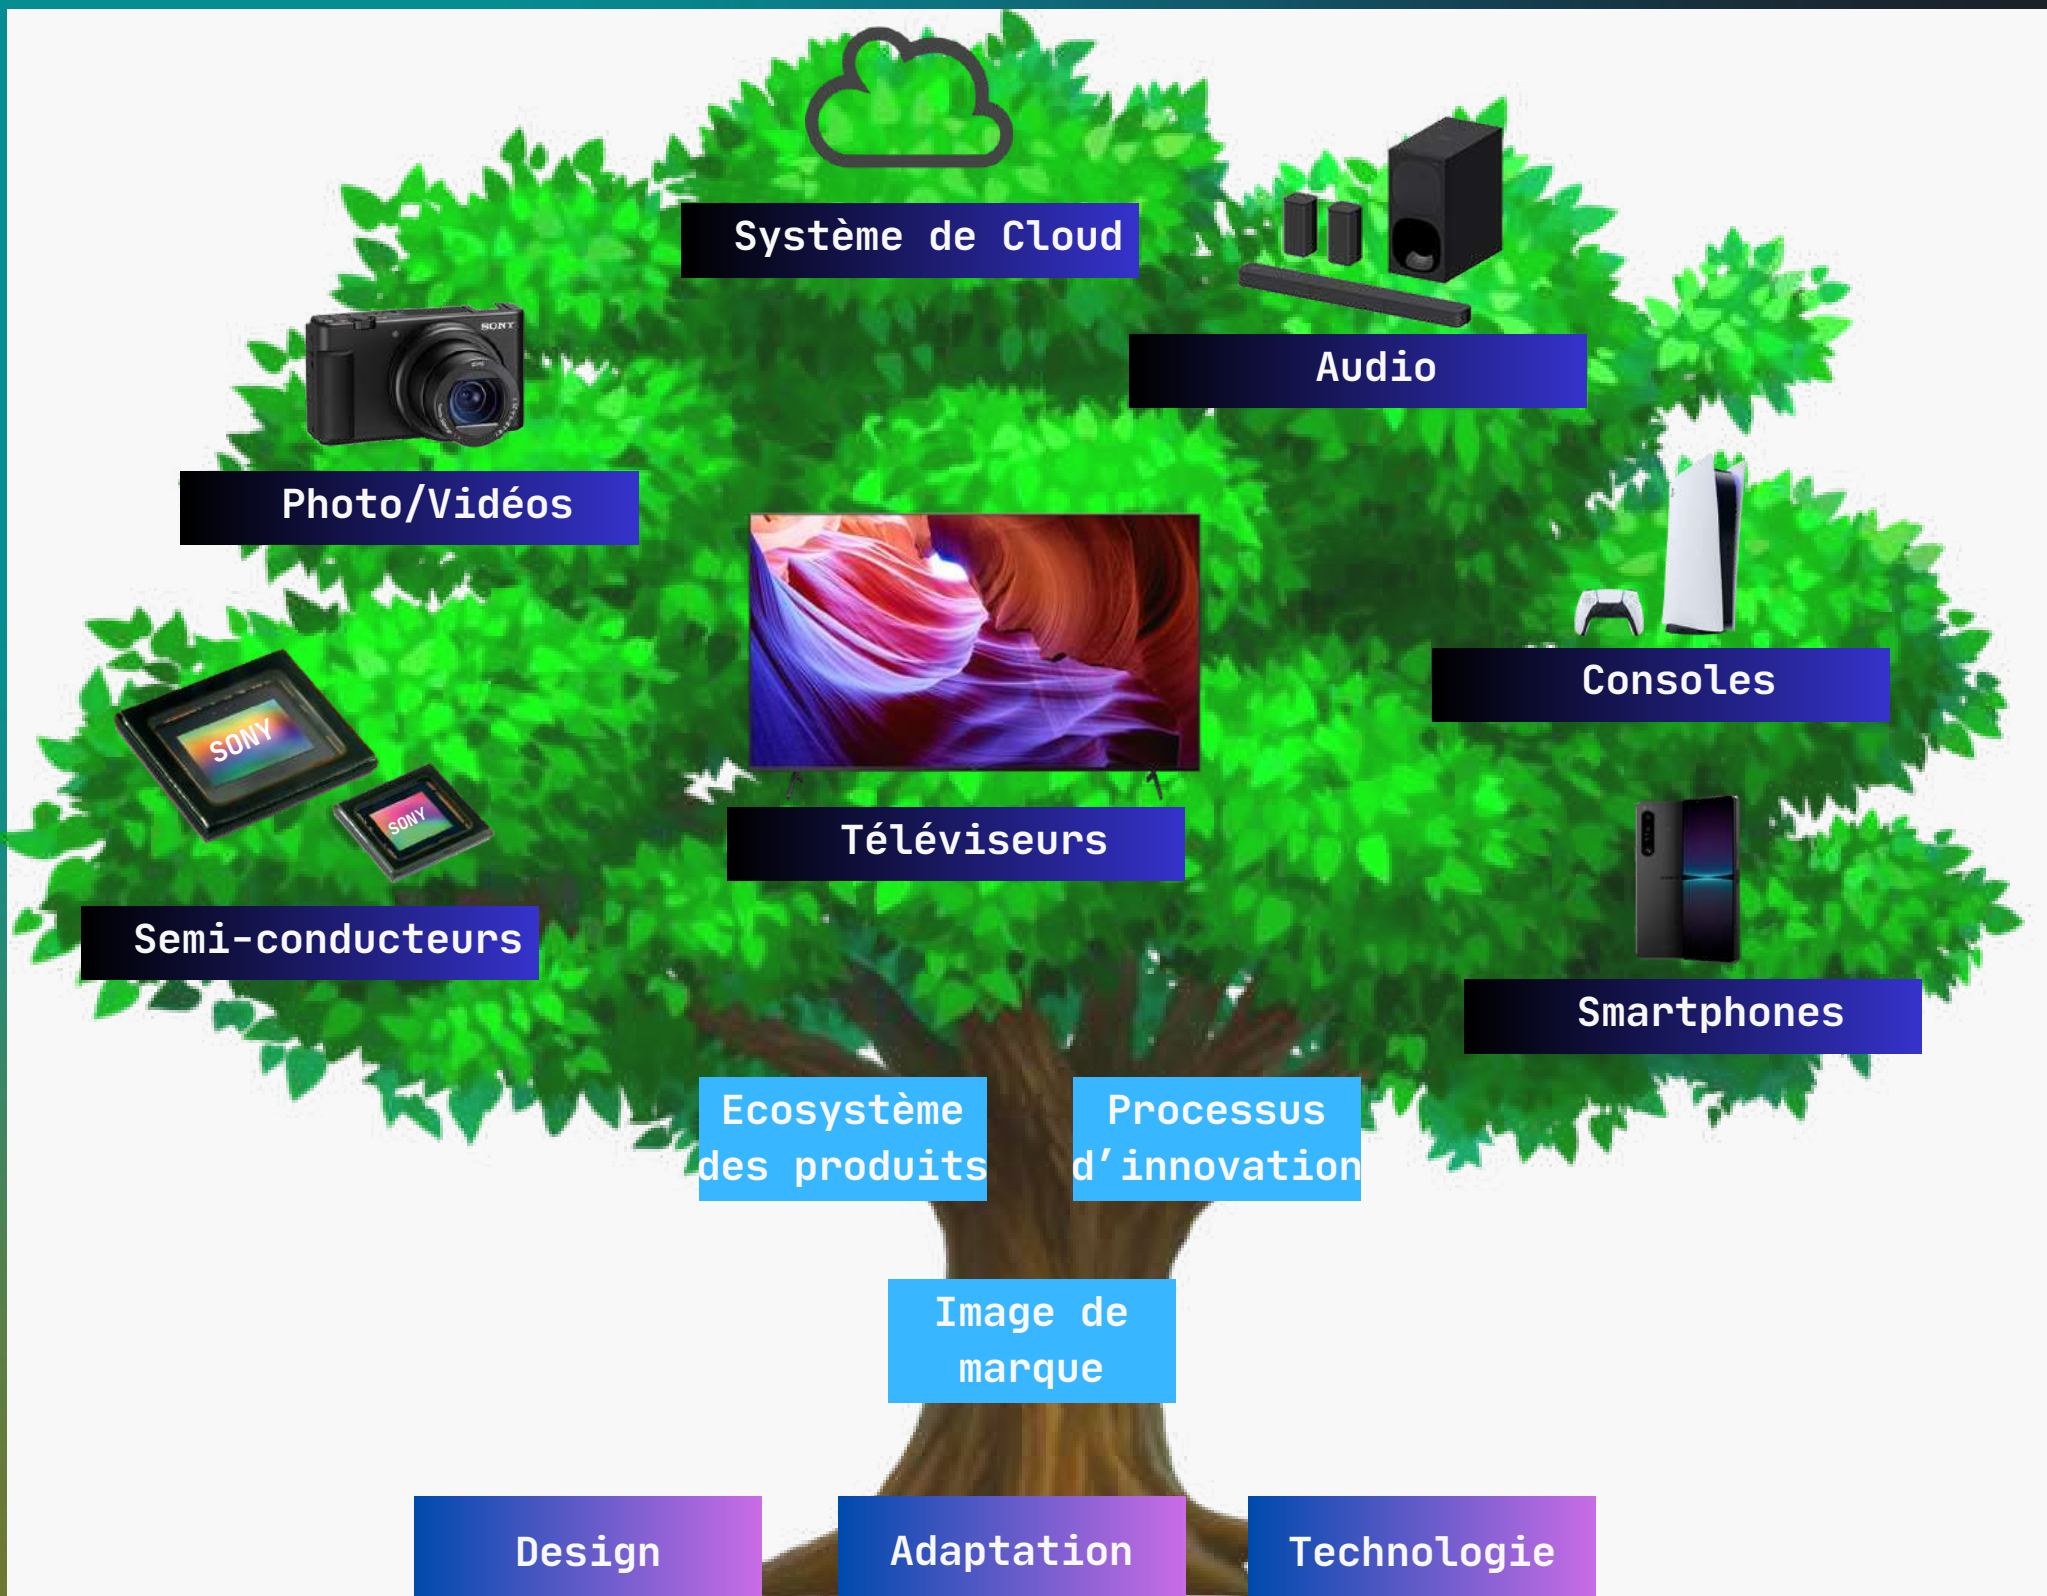 Système de Cloud
Audio
SONY
Photo/Vidéos
Consoles
SONY
SONY
Téléviseurs
Semi-conducteurs
Smartphones
Ecosystème
des produits
Processus
d’innovation
Image de
marque
Design
Adaptation
Technologie